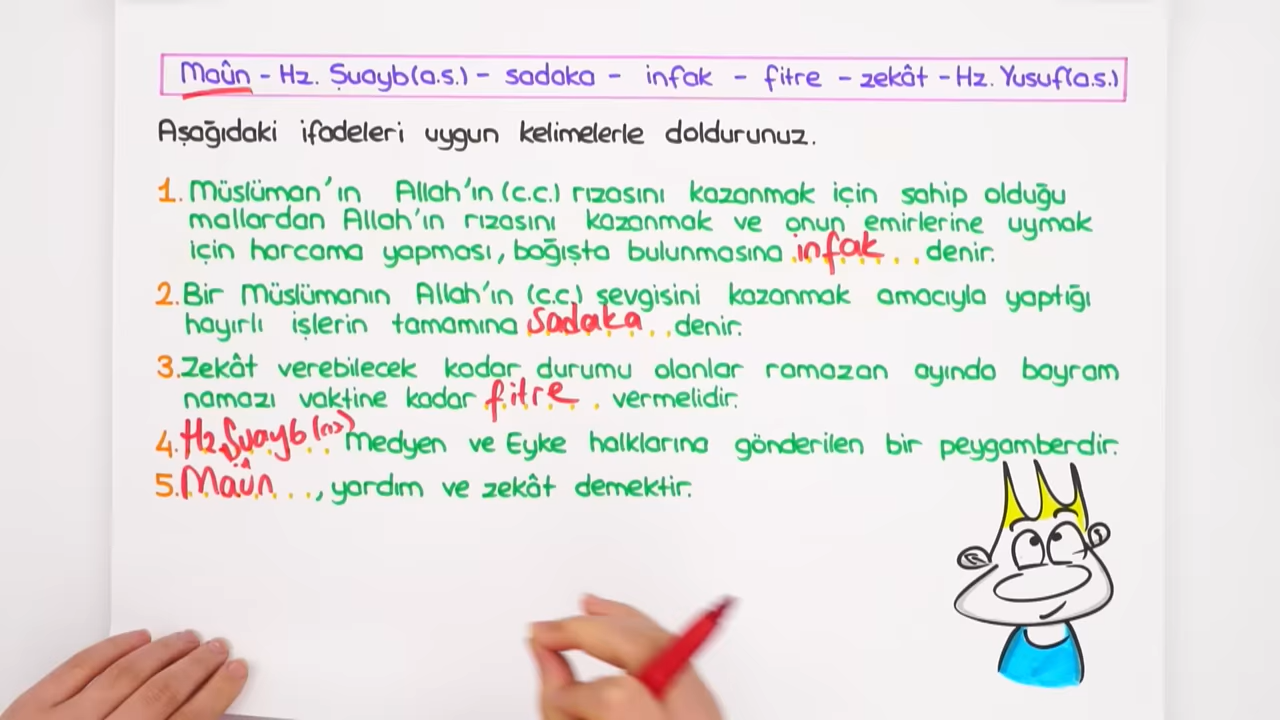 Maûn - Hz. Şuayb(a.s.) - sadaka - infak - fitre - zekât - Hz. Yusuf(a.s.)
Aşağıdaki ifadeleri uygun kelimelerle doldurunuz.
1. Müslüman'ın Allah'ın (c.c.) rızasını kazanmak için sahip olduğu
mallardan Allah'ın rızasını kazanmak ve onun emirlerine uymak
için harcama yapması, bağışta bulunmasına infak.. denir.
2. Bir Müslümanın Allah'ın (c.c.) sevgisini kazanmak amacıyla yaptığı
hayırlı işlerin tamamına Sadaka.. denir.
3. Zekât verebilecek kadar durumu olanlar ramazan ayında bayram
namazı vaktine kadar fitre. vermelidir.
4. Hz Şuayb (as).. Medyen ve Eyke halklarına gönderilen bir peygamberdir.
5. Maûn..., yardım ve zekât demektir.